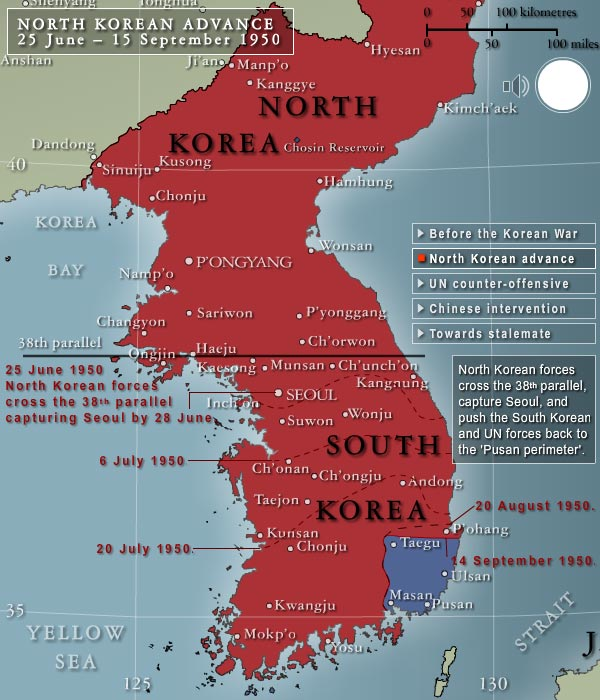 Shenyang
Tonghua
NORTH KOREAN ADVANCE
25 June – 15 September 1950
0 50 100 kilometres
0 50 100 miles
Anshan
Ji'an
Manp'o
Hyesan
Kanggye
NORTH
KOREA
Kimch'aek
Chosin Reservoir
Dandong
40
Sinuiju
Kusong
Hamhung
Chonju
KOREA
BAY
▶ Before the Korean War
Wonsan
North Korean advance
P'ONGYANG
Namp'o
▶ UN counter-offensive
Sariwon
P'yonggang
▶ Chinese intervention
Changyon
▶ Towards stalemate
38th parallel
Ch'orwon
Ongjin
Haeju
Kaesong
Munsan
Ch'unch'on
Kangnung
25 June 1950
North Korean forces
cross the 38th parallel
capturing Seoul by 28 June.
North Korean forces
cross the 38th parallel,
capture Seoul, and
push the South Korean
and UN forces back to
the 'Pusan perimeter'.
SEOUL
Inch'on
Suwon
Wonju
SOUTH
KOREA
6 July 1950
Ch'onan
Ch'ongju
Andong
Taejon
20 August 1950.
P'ohang
Kunsan
Taegu
20 July 1950.
Chonju
14 September 1950.
Ulsan
Masan
Pusan
35
Kwangju
YELLOW
SEA
Mokp'o
Yosu
STRAIT
J
125
130